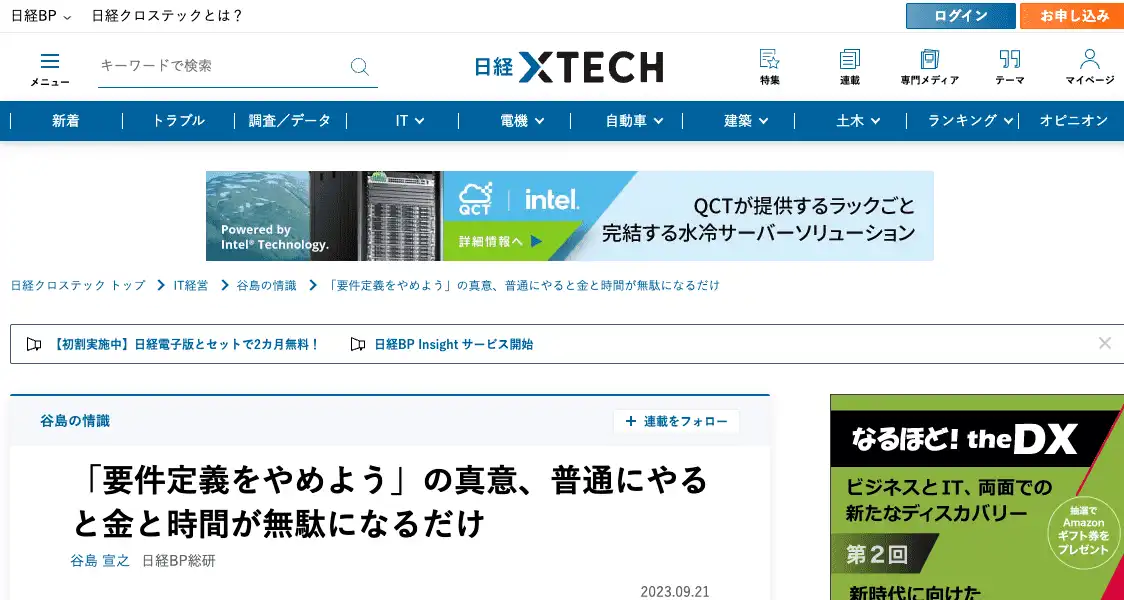 日経BP
日経クロステックとは？
ログイン
お申し込み
メニュー
キーワードで検索
日経XTECH
特集
連載
専門メディア
テーマ
マイページ
新着
トラブル
調査／データ
IT
電機
自動車
建築
土木
ランキング
オピニオン
Powered by
Intel® Technology.
QCT
intel.
詳細情報へ
QCTが提供するラックごと
完結する水冷サーバーソリューション
日経クロステック トップ
IT経営
谷島の情識
「要件定義をやめよう」の真意、普通にやると金と時間が無駄になるだけ
【初割実施中】日経電子版とセットで2カ月無料！
日経BP Insight サービス開始
谷島の情識
+ 連載をフォロー
「要件定義をやめよう」の真意、普通にやる
と金と時間が無駄になるだけ
谷島 宣之 日経BP総研
2023.09.21
なるほど! theDX
ビジネスとIT、両面での
新たなディスカバリー
抽選で
Amazon
ギフト券を
プレゼント
第2回
新時代に向けた